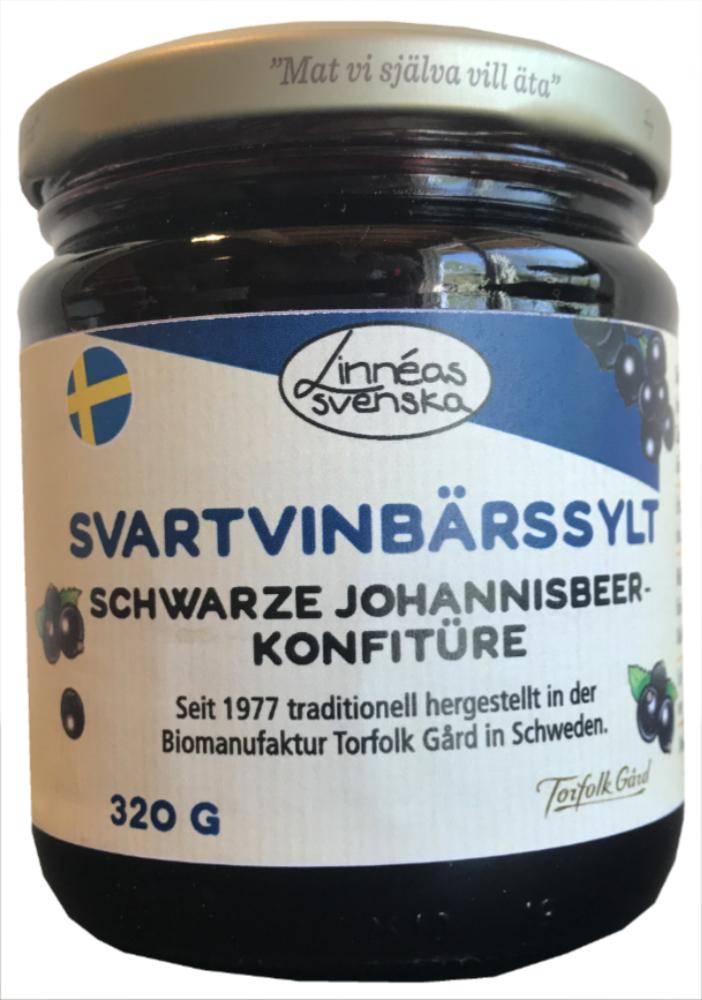 "Mat vi själva vill äta"
Linnéas
svenska
SVARTVINBÄRSSYLT
SCHWARZE JOHANNISBEER-
KONFITÜRE
Seit 1977 traditionell hergestellt in der
Biomanufaktur Torfolk Gård in Schweden.
Torfolk Gård
320 G